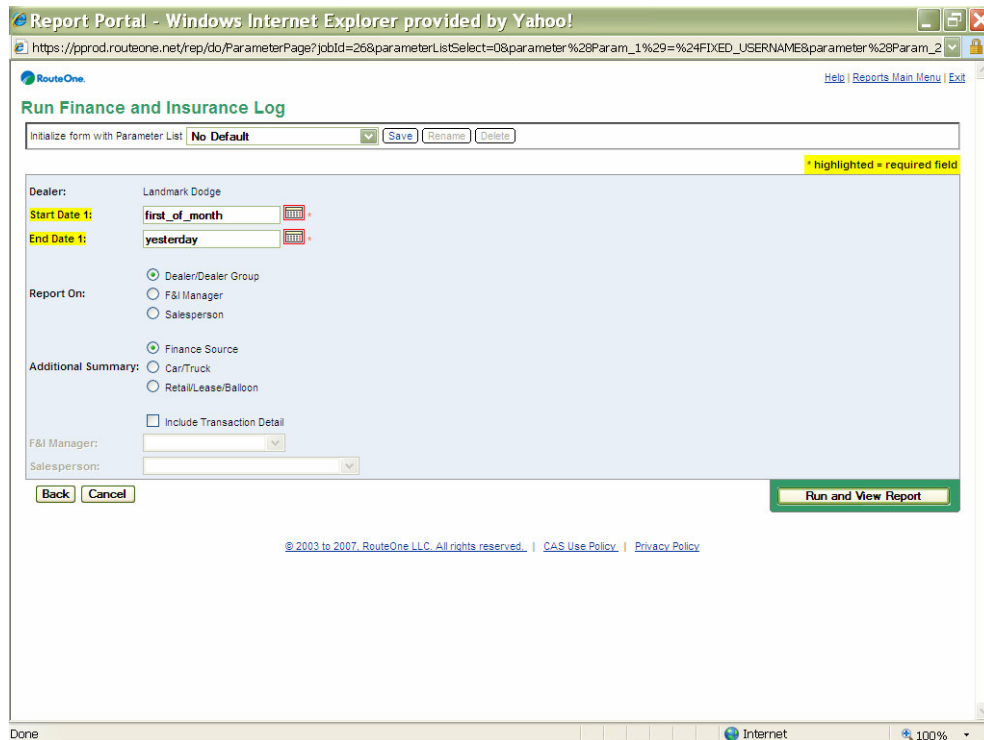 Report Portal - Windows Internet Explorer provided by Yahoo!
https://pprod.routeone.net/rep/do/ParameterPage?jobId=26&parameterListSelect=0&parameter%28Param_1%29=%24FIXED_USERNAME&parameter%28Param_2
RouteOne.
Help | Reports Main Menu | Exit
Run Finance and Insurance Log
Initialize form with Parameter List No Default Save Rename Delete
* highlighted = required field
Dealer: Landmark Dodge
Start Date 1: first_of_month *
End Date 1: yesterday *
Dealer/Dealer Group
Report On: F&I Manager
Salesperson
Finance Source
Additional Summary: Car/Truck
Retail/Lease/Balloon
Include Transaction Detail
F&I Manager:
Salesperson:
Back Cancel Run and View Report
© 2003 to 2007, RouteOne LLC. All rights reserved. | CAS Use Policy | Privacy Policy
Done Internet 100%